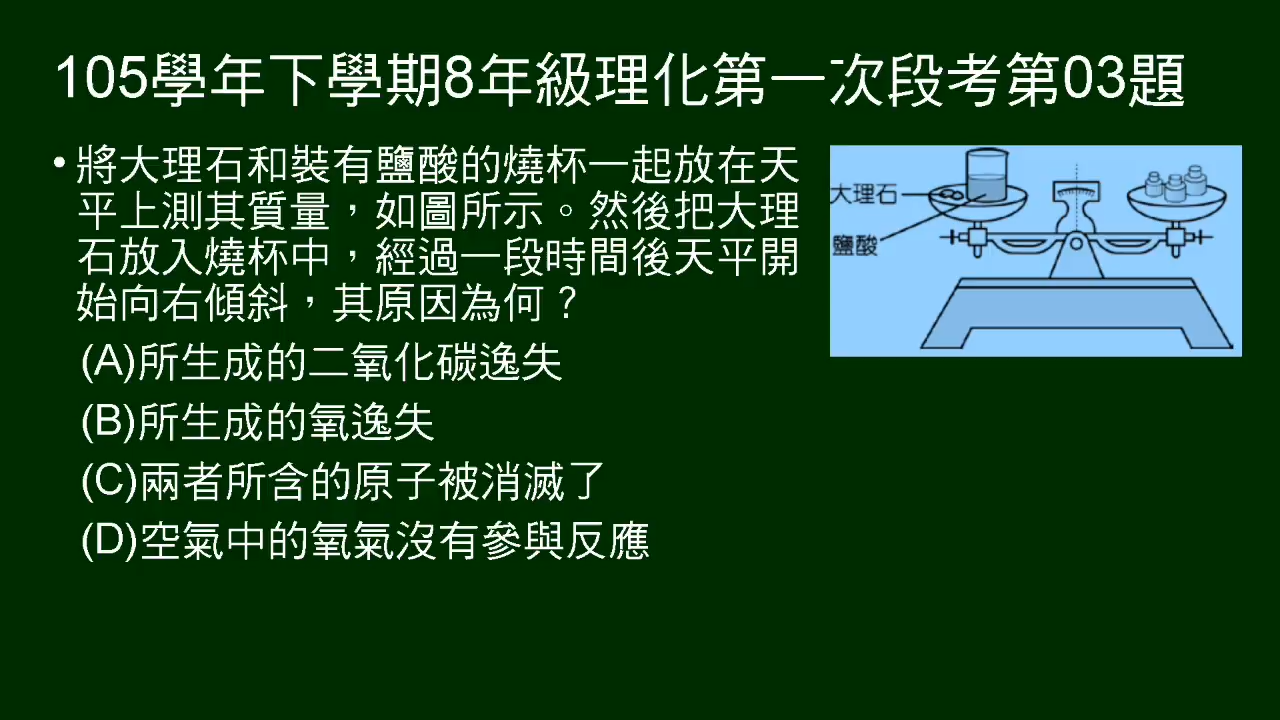 105學年下學期8年級理化第一次段考第03題
• 將大理石和裝有鹽酸的燒杯一起放在天
平上測其質量，如圖所示。然後把大理
石放入燒杯中，經過一段時間後天平開
始向右傾斜，其原因為何？
(A)所生成的二氧化碳逸失
(B)所生成的氧逸失
(C)兩者所含的原子被消滅了
(D)空氣中的氧氣沒有參與反應
大理石
鹽酸